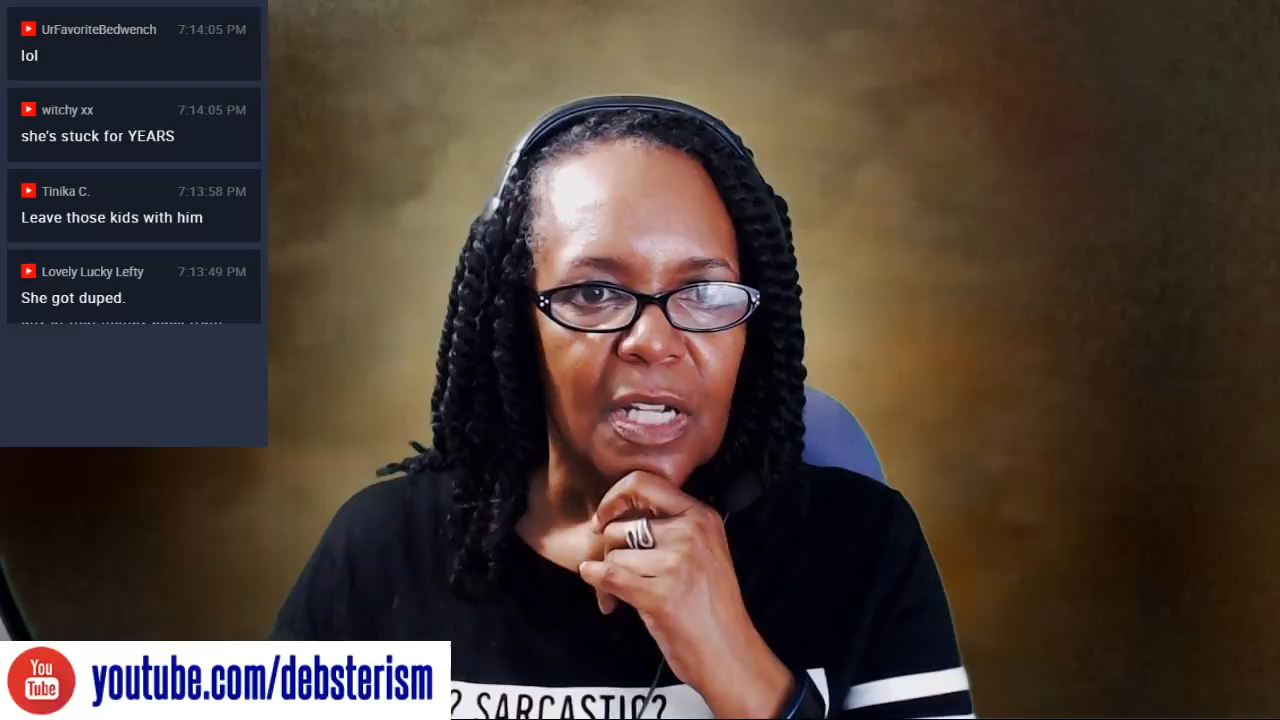 UrFavoriteBedwench 7:14:05 PM
lol
witchy xx 7:14:05 PM
she's stuck for YEARS
Tinika C. 7:13:58 PM
Leave those kids with him
Lovely Lucky Lefty 7:13:49 PM
She got duped.
You
Tube
youtube.com/debsterism
? SARCASTIC?